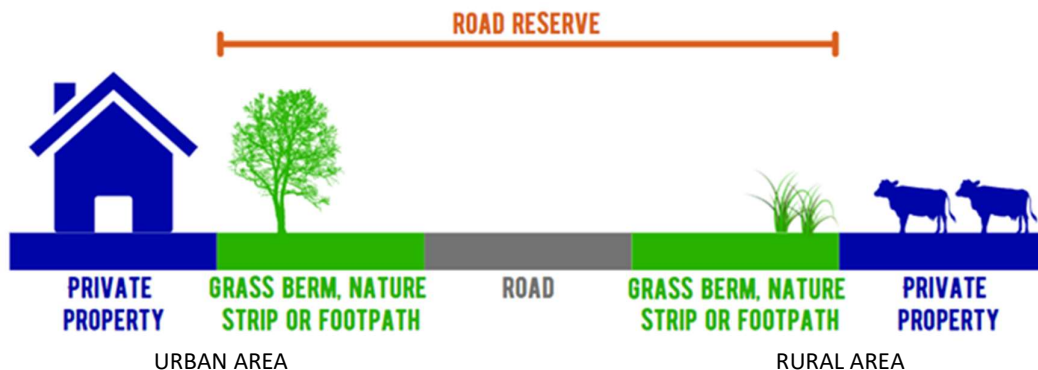 ROAD RESERVE
PRIVATE
PROPERTY
GRASS BERM, NATURE
STRIP OR FOOTPATH
ROAD
GRASS BERM, NATURE
STRIP OR FOOTPATH
PRIVATE
PROPERTY
URBAN AREA
RURAL AREA